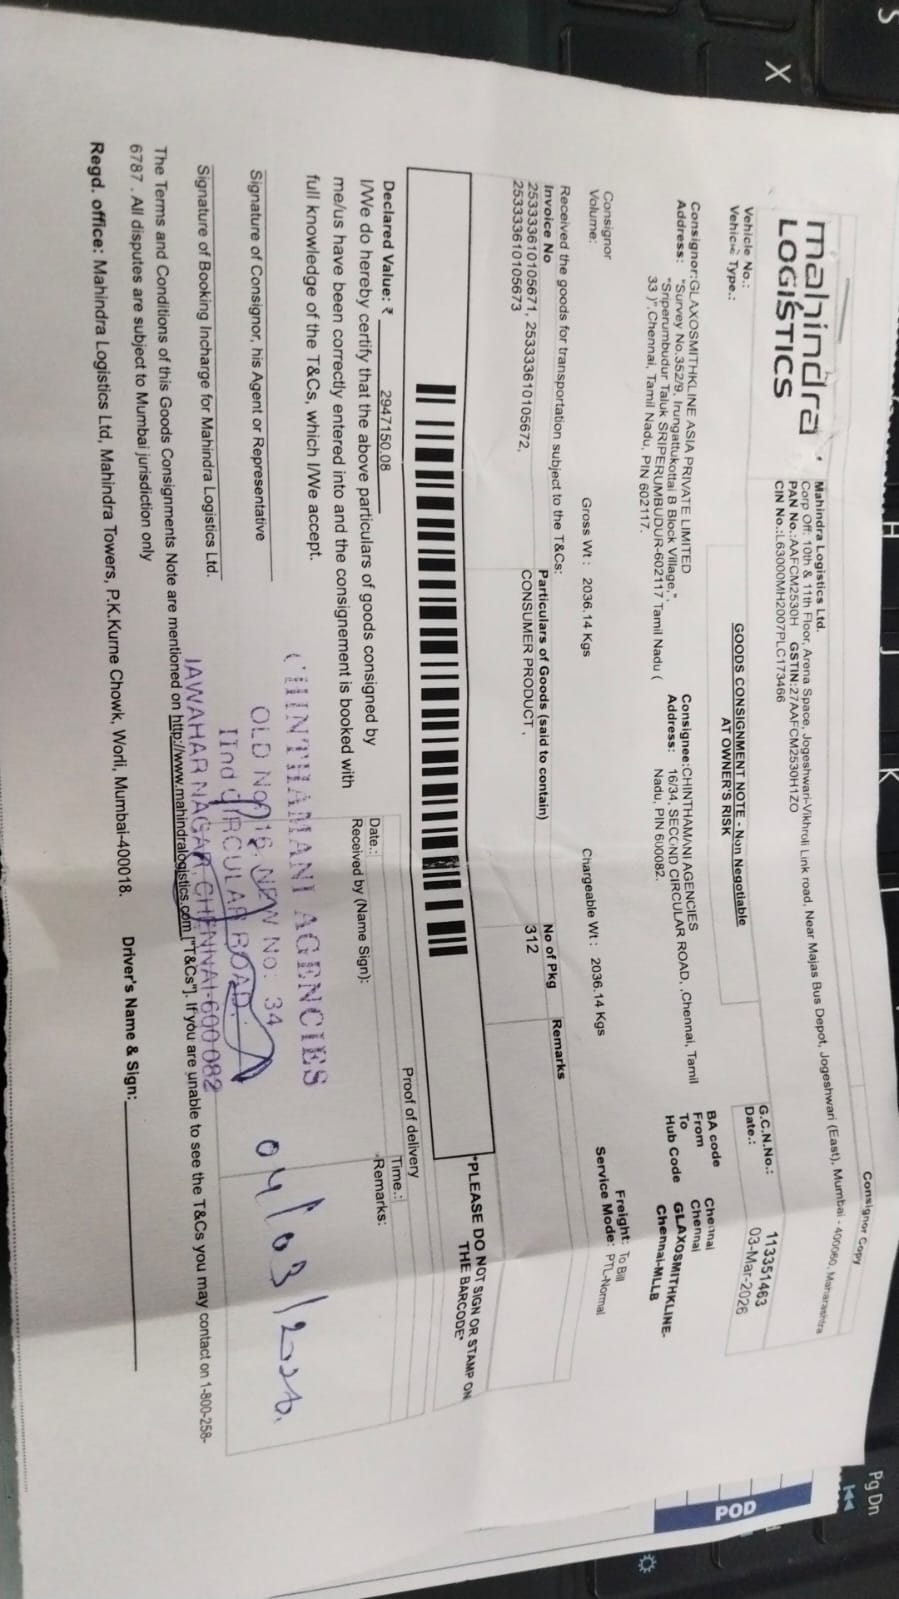 Consignor Copy
mahindra
LOGISTICS
Mahindra Logistics Ltd.
Corp Off: 10th & 11th Floor, Arena Space, Jogeshwari-Vikhroli Link road, Near Majas Bus Depot, Jogeshwari (East), Mumbai - 400060, Maharashtra
PAN No.:AAFCM2530H GSTIN:27AAFCM2530H1ZO
CIN No.:L63000MH2007PLC173466
GOODS CONSIGNMENT NOTE - Non Negotiable
AT OWNER'S RISK
G.C.N.No.: 113351463
Date.: 03-Mar-2026
Vehicle No.:
Vehicle Type.:
Consignor:GLAXOSMITHKLINE ASIA PRIVATE LIMITED
Address: "Survey No.352/9, Irungattukottai B Block Village,",
"Sriperumbudur Taluk SRIPERUMBUDUR-602117 Tamil Nadu (
33 )",Chennai, Tamil Nadu, PIN 602117.
Consignee:CHINTHAMANI AGENCIES
Address: 16/34, SECOND CIRCULAR ROAD, ,Chennai, Tamil
Nadu, PIN 600082.
BA code Chennai
From Chennai
To GLAXOSMITHKLINE-
Hub Code Chennai-MLLB
Consignor
Volume:
Gross Wt : 2036.14 Kgs
Chargeable Wt : 2036.14 Kgs
Freight: To Bill
Service Mode: PTL-Normal
Received the goods for transportation subject to the T&Cs:
Invoice No
Particulars of Goods (said to contain)
No of Pkg
Remarks
253333610105671, 253333610105672,
253333610105673
CONSUMER PRODUCT ,
312
"PLEASE DO NOT SIGN OR STAMP ON
THE BARCODE"
Declared Value: ₹ 2947150.08
I/We do hereby certify that the above particulars of goods consigned by
me/us have been correctly entered into and the consignement is booked with
full knowledge of the T&Cs, which I/We accept.
Proof of delivery
Date.:
Time.:
Received by (Name Sign):
Remarks:
CHINTHAMANI AGENCIES
OLD No. 16, NEW No: 34
IInd CIRCULAR ROAD,
JAWAHAR NAGAR, CHENNAI-600 082
04/03/2026.
Signature of Consignor, his Agent or Representative
Signature of Booking Incharge for Mahindra Logistics Ltd.
The Terms and Conditions of this Goods Consignments Note are mentioned on http://www.mahindralogistics.com ["T&Cs"]. If you are unable to see the T&Cs you may contact on 1-800-258-
6787 . All disputes are subject to Mumbai jurisdiction only
Driver's Name & Sign:
Regd. office: Mahindra Logistics Ltd, Mahindra Towers, P.K.Kurne Chowk, Worli, Mumbai-400018.
POD
Pg Dn
X
S
H
J
K